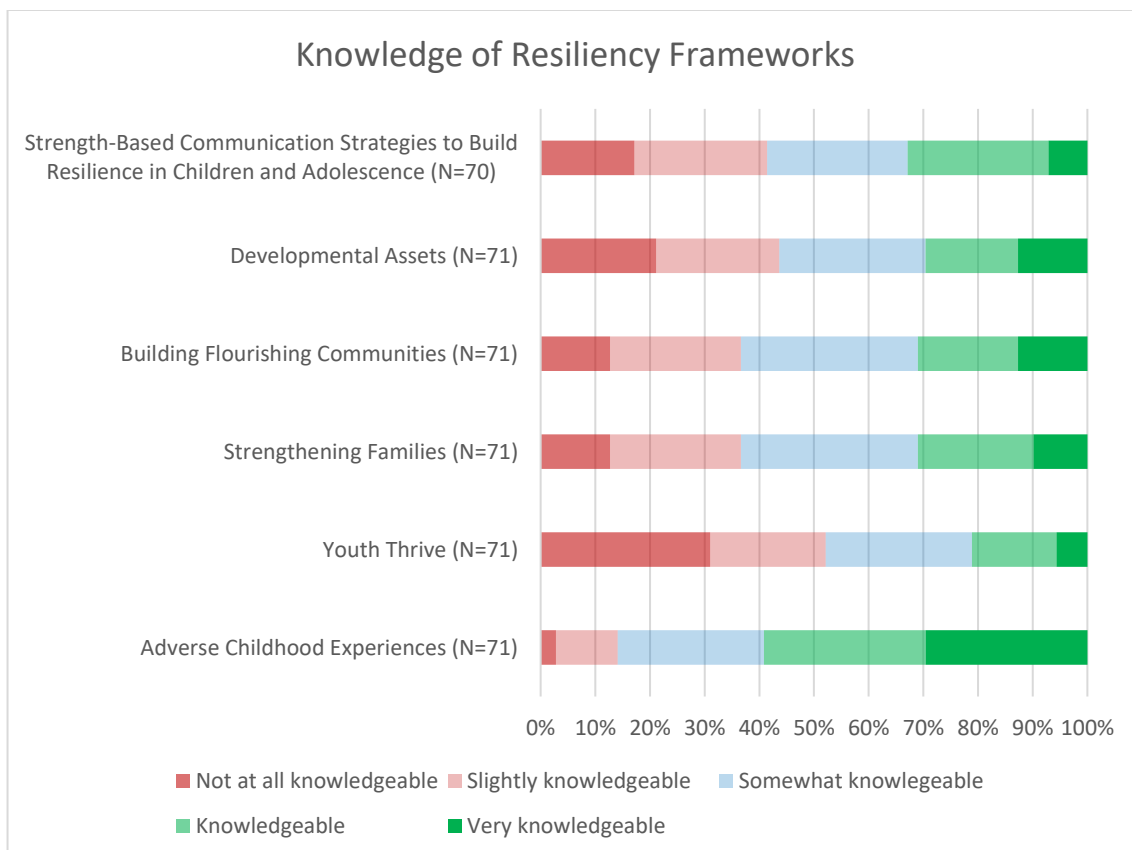 Knowledge of Resiliency Frameworks
Strength-Based Communication Strategies to Build
Resilience in Children and Adolescence (N=70)
Developmental Assets (N=71)
Building Flourishing Communities (N=71)
Strengthening Families (N=71)
Youth Thrive (N=71)
Adverse Childhood Experiences (N=71)
0% 10% 20% 30% 40% 50% 60% 70% 80% 90% 100%
Not at all knowledgeable Slightly knowledgeable Somewhat knowlegeable
Knowledgeable Very knowledgeable